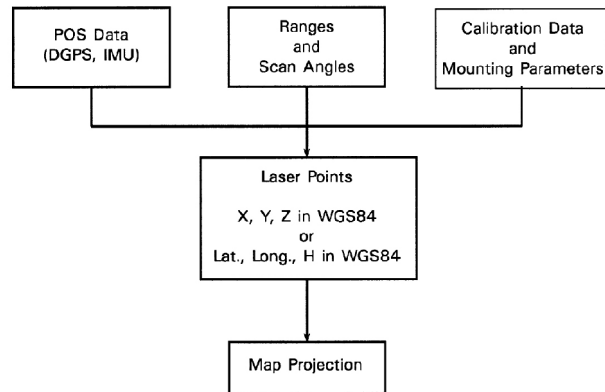 POS Data
(DGPS, IMU)
Ranges
and
Scan Angles
Calibration Data
and
Mounting Parameters
Laser Points
X, Y, Z in WGS84
or
Lat., Long., H in WGS84
Map Projection